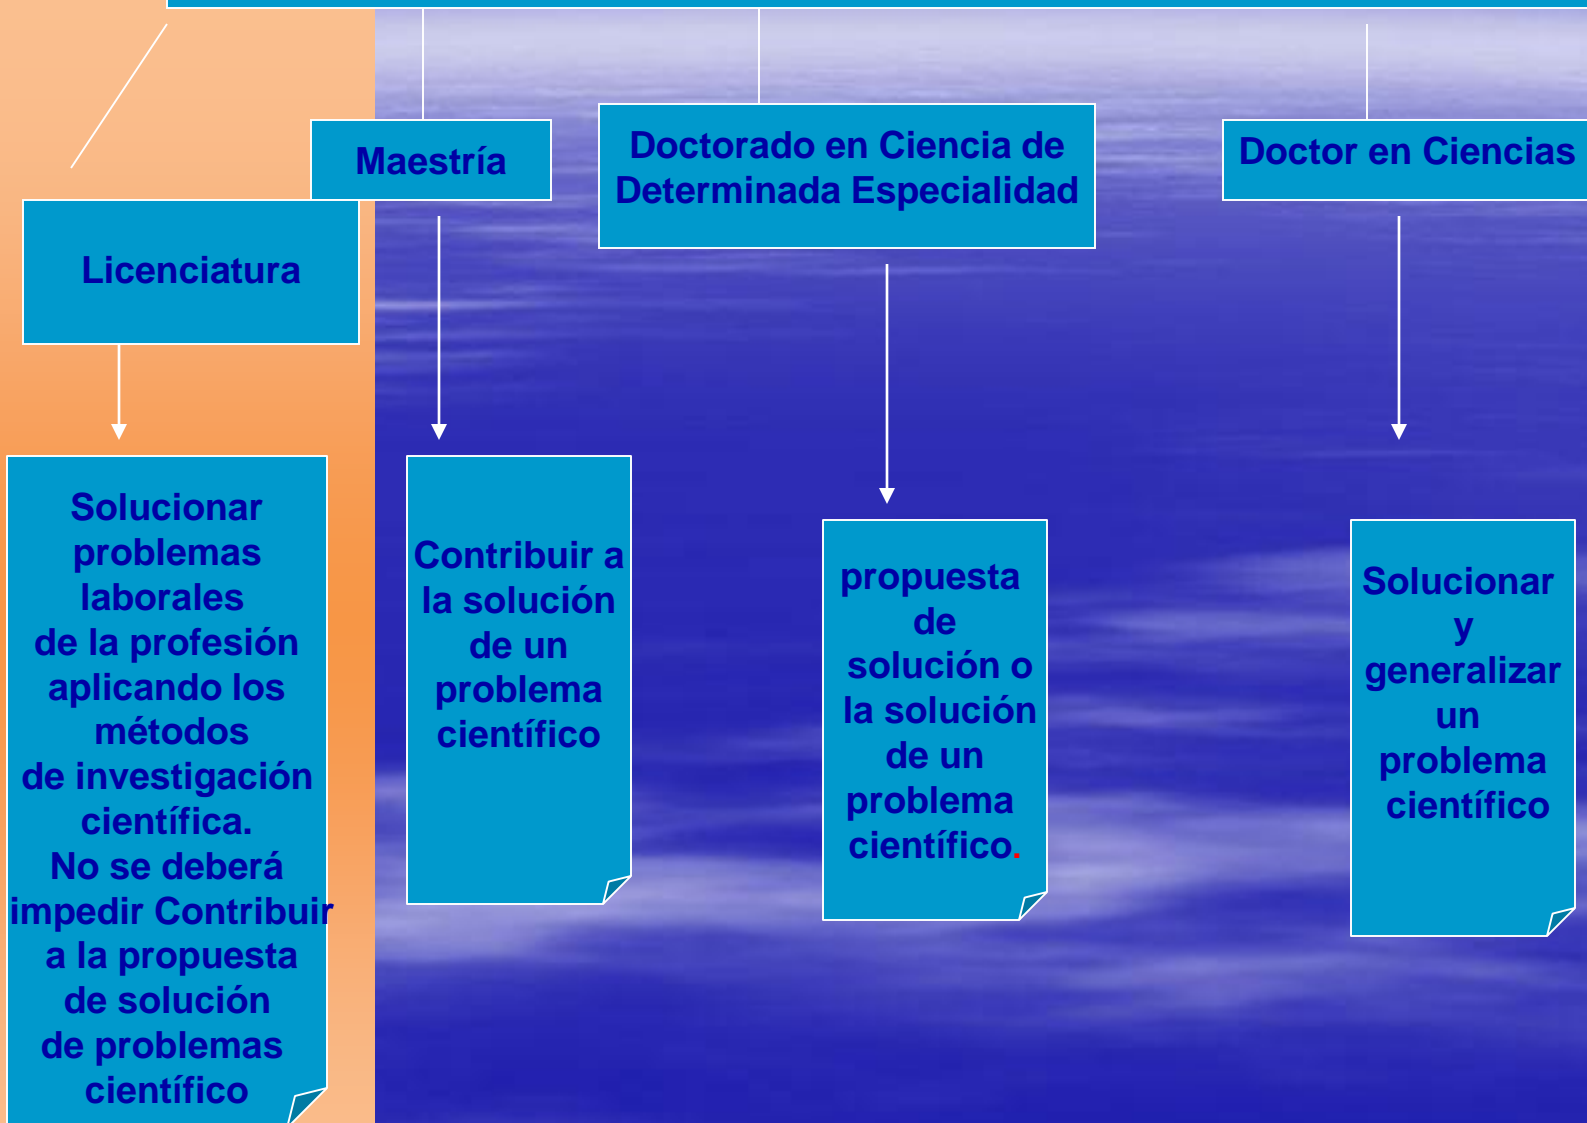 Maestría
Doctorado en Ciencia de
Determinada Especialidad
Doctor en Ciencias
Licenciatura
Solucionar
problemas
laborales
de la profesión
aplicando los
métodos
de investigación
científica.
No se deberá
impedir Contribuir
a la propuesta
de solución
de problemas
científico
Contribuir a
la solución
de un
problema
científico
propuesta
de
solución o
la solución
de un
problema
científico.
Solucionar
y
generalizar
un
problema
científico